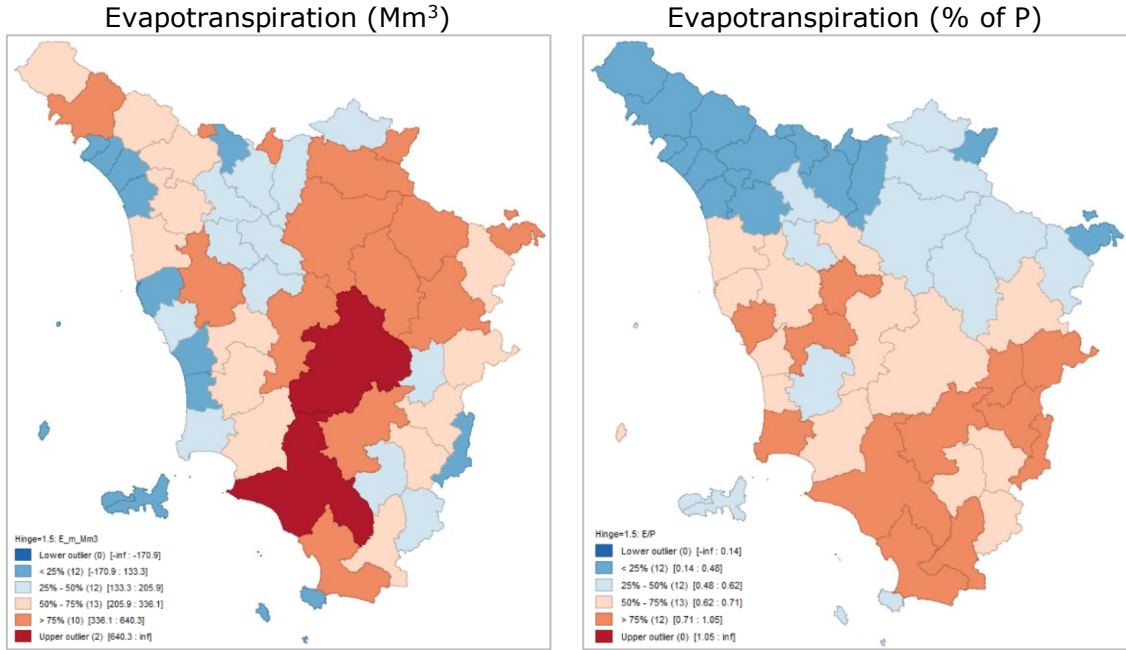 Evapotranspiration (Mm³)
Hinge=1.5: E_m_Mm3
Lower outlier (0) [-inf : -170.9]
< 25% (12) [-170.9 : 133.3]
25% - 50% (12) [133.3 : 205.9]
50% - 75% (13) [205.9 : 336.1]
> 75% (10) [336.1 : 640.3]
Upper outlier (2) [640.3 : inf]
Evapotranspiration (% of P)
Hinge=1.5: E/P
Lower outlier (0) [-inf : 0.14]
< 25% (12) [0.14 : 0.48]
25% - 50% (12) [0.48 : 0.62]
50% - 75% (13) [0.62 : 0.71]
> 75% (12) [0.71 : 1.05]
Upper outlier (0) [1.05 : inf]